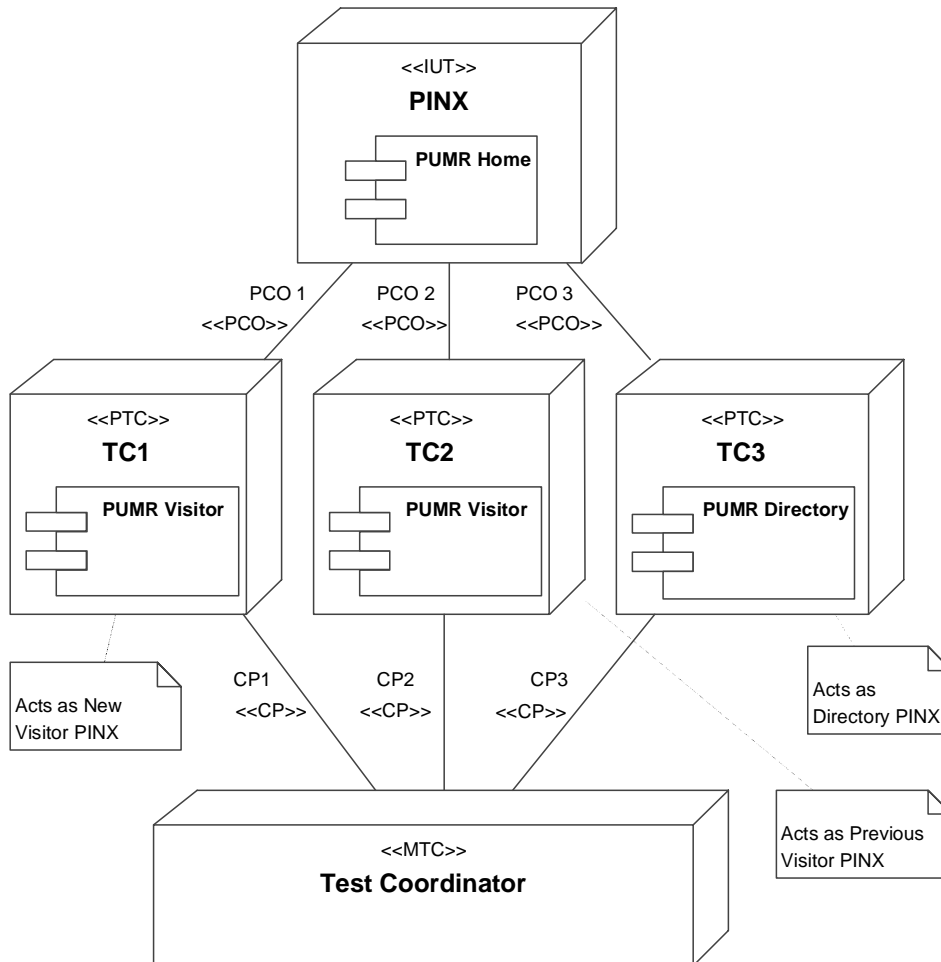 <<IUT>>
PINX
PUMR Home
PCO 1
<<PCO>>
PCO 2
<<PCO>>
PCO 3
<<PCO>>
<<PTC>>
TC1
PUMR Visitor
<<PTC>>
TC2
PUMR Visitor
<<PTC>>
TC3
PUMR Directory
CP1
<<CP>>
CP2
<<CP>>
CP3
<<CP>>
Acts as New
Visitor PINX
Acts as
Directory PINX
Acts as Previous
Visitor PINX
<<MTC>>
Test Coordinator